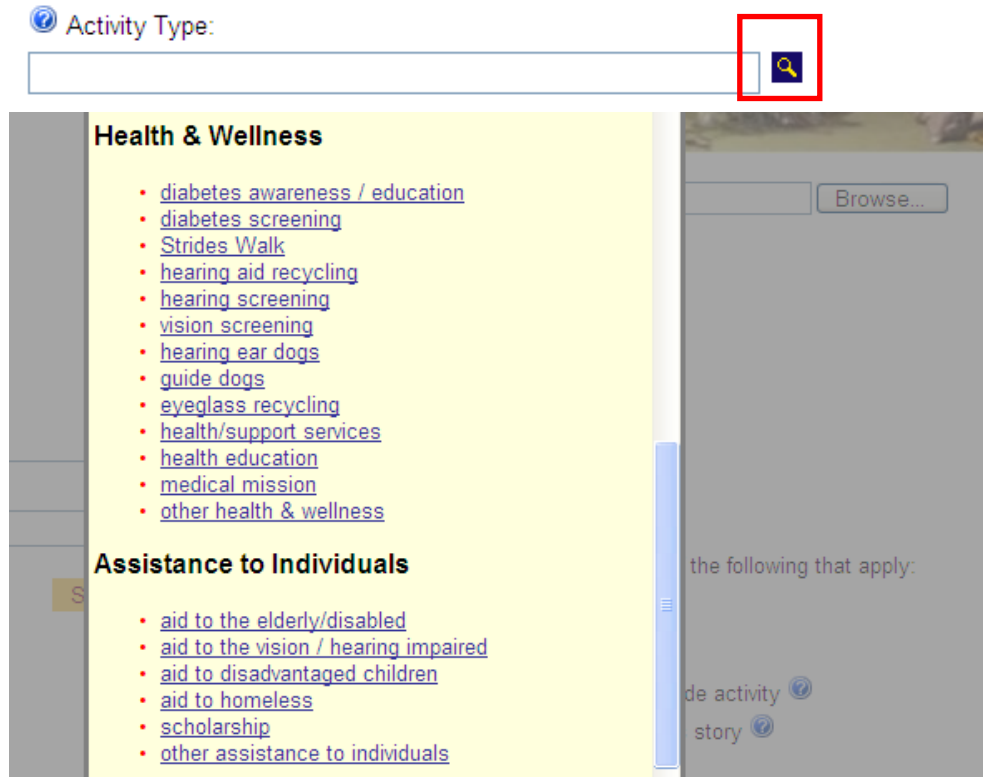 Activity Type:
Health & Wellness
Browse...
• diabetes awareness / education
• diabetes screening
• Strides Walk
• hearing aid recycling
• hearing screening
• vision screening
• hearing ear dogs
• guide dogs
• eyeglass recycling
• health/support services
• health education
• medical mission
• other health & wellness
Assistance to Individuals
the following that apply:
S
• aid to the elderly/disabled
• aid to the vision / hearing impaired
• aid to disadvantaged children
• aid to homeless
de activity
• scholarship
story
• other assistance to individuals